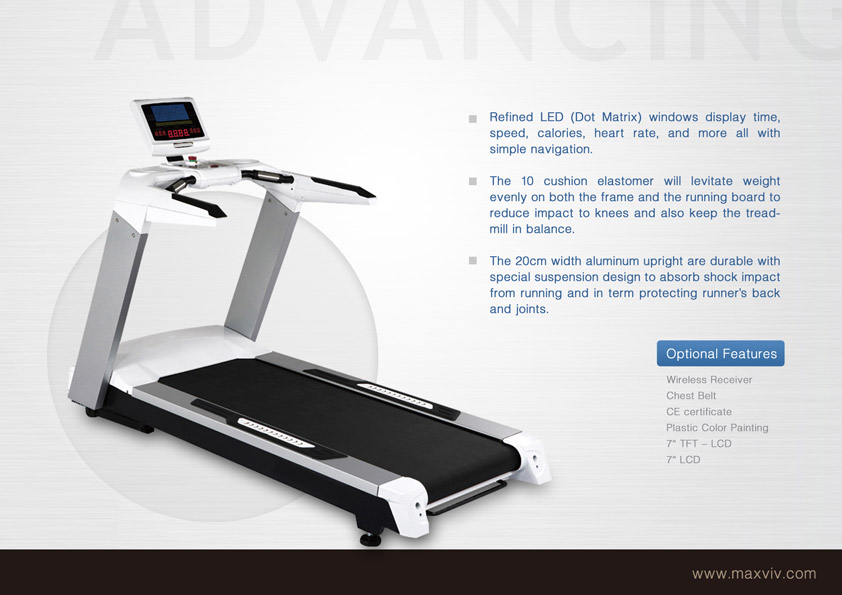 ADVANCING
Refined LED (Dot Matrix) windows display time,
speed, calories, heart rate, and more all with
simple navigation.
The 10 cushion elastomer will levitate weight
evenly on both the frame and the running board to
reduce impact to knees and also keep the tread-
mill in balance.
The 20cm width aluminum upright are durable with
special suspension design to absorb shock impact
from running and in term protecting runner's back
and joints.
Optional Features
Wireless Receiver
Chest Belt
CE certificate
Plastic Color Painting
7" TFT – LCD
7" LCD
www.maxviv.com